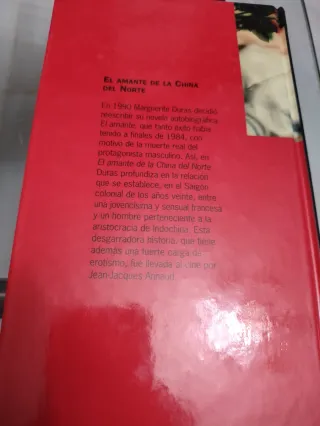 EL AMANTE DE LA CHINA
DEL NORTE
En 1990 Marguerite Duras decidió
reescribir su novela autobiográfica
El amante, que tanto éxito había
tenido a finales de 1984, con
motivo de la muerte real del
protagonista masculino. Así, en
El amante de la China del Norte
Duras profundiza en la relación
que se establece, en el Saigón
colonial de los años veinte, entre
una jovencísima y sensual francesa
y un hombre perteneciente a la
aristocracia de Indochina. Esta
desgarradora historia, que tiene
además una fuerte carga de
erotismo, fue llevada al cine por
Jean-Jacques Annaud.